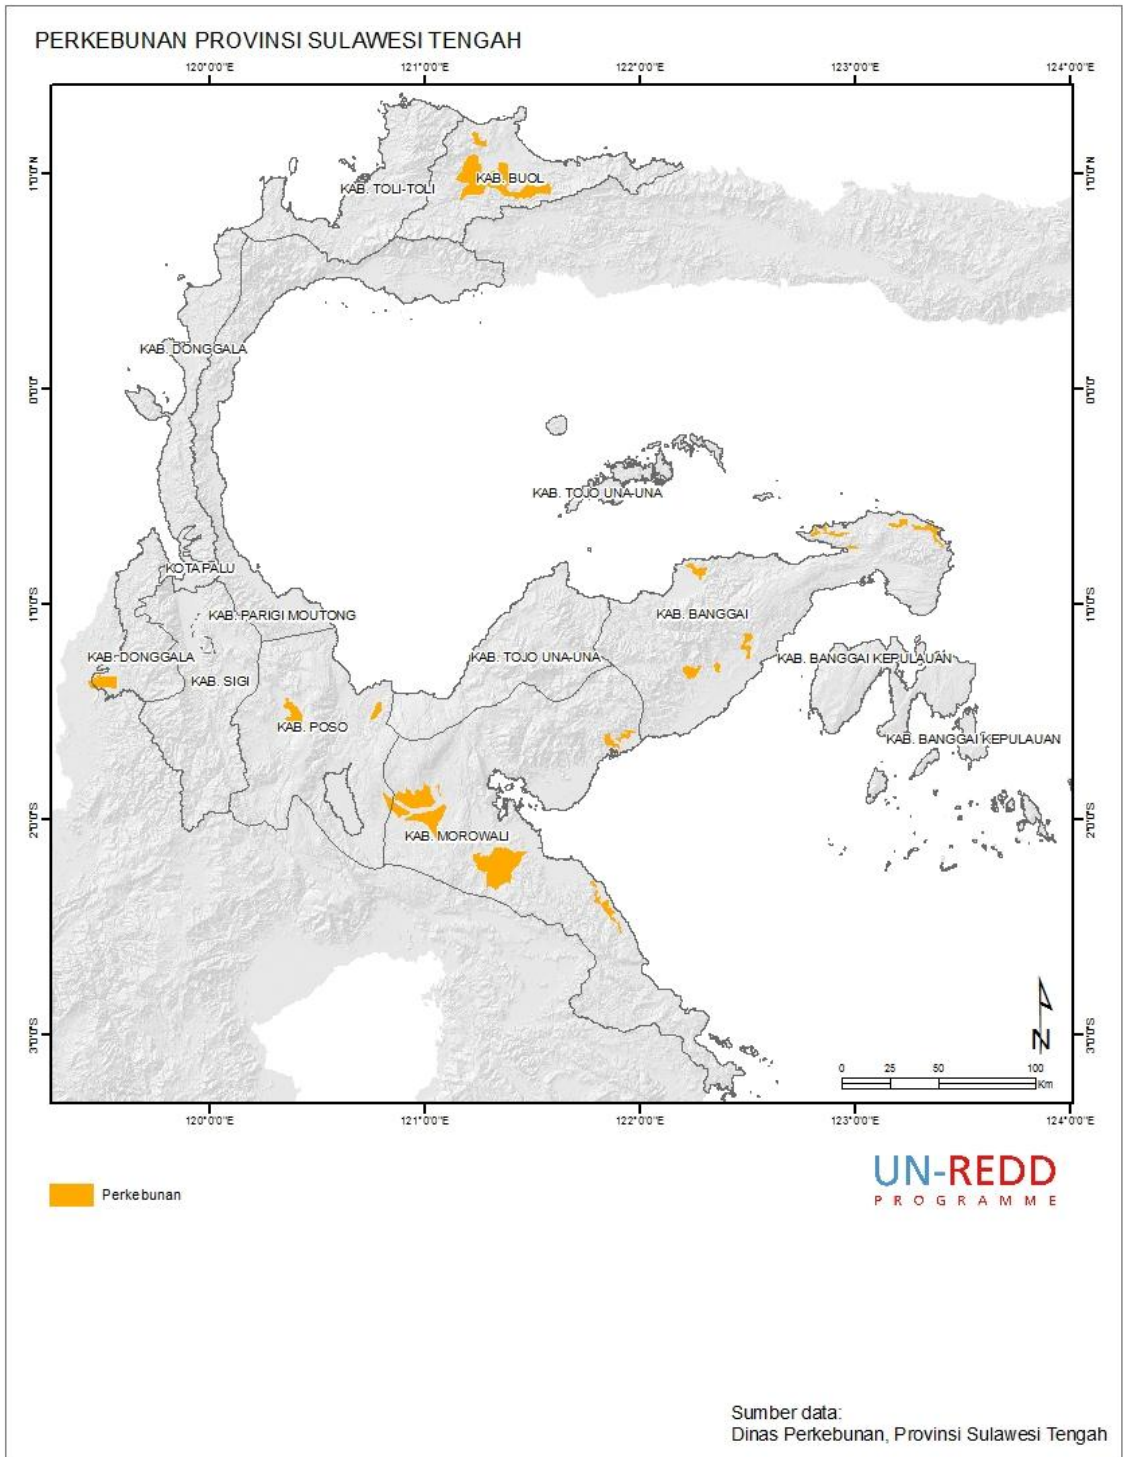 PERKEBUNAN PROVINSI SULAWESI TENGAH
120°0'0"E 121°0'0"E 122°0'0"E 123°0'0"E 124°0'0"E
1°0'0"N 1°0'0"N
KAB. BUOL
KAB. TOLI-TOLI
KAB. DONGGALA
0°0'0" 0°0'0"
KAB. TOJO UNA-UNA
KOTA PALU
1°0'0"S 1°0'0"S
KAB. PARIGI MOUTONG
KAB. BANGGAI
KAB. DONGGALA
KAB. TOJO UNA-UNA
KAB. BANGGAI KEPULAUAN
KAB. SIGI
KAB. POSO
KAB. BANGGAI KEPULAUAN
2°0'0"S 2°0'0"S
KAB. MOROWALI
3°0'0"S 3°0'0"S
N
0 25 50 100
Km
120°0'0"E 121°0'0"E 122°0'0"E 123°0'0"E 124°0'0"E
UN-REDD
PROGRAMME
Perkebunan
Sumber data:
Dinas Perkebunan, Provinsi Sulawesi Tengah